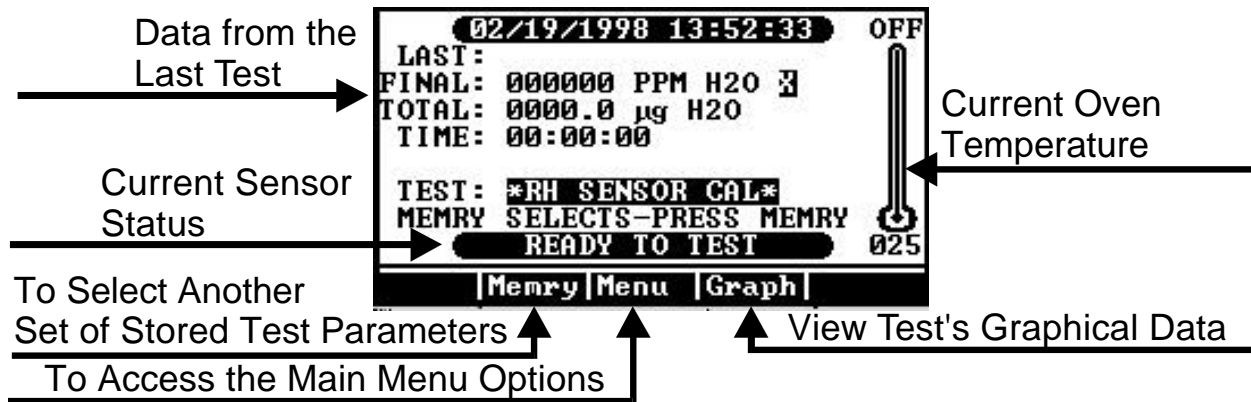 Data from the
Last Test
Current Sensor
Status
To Select Another
Set of Stored Test Parameters
To Access the Main Menu Options
02/19/1998 13:52:33
LAST:
FINAL: 000000 PPM H2O X
TOTAL: 0000.0 µg H2O
TIME: 00:00:00
TEST: *RH SENSOR CAL*
MEMRY SELECTS-PRESS MEMRY
READY TO TEST
|Memry|Menu |Graph|
OFF
025
Current Oven
Temperature
View Test's Graphical Data